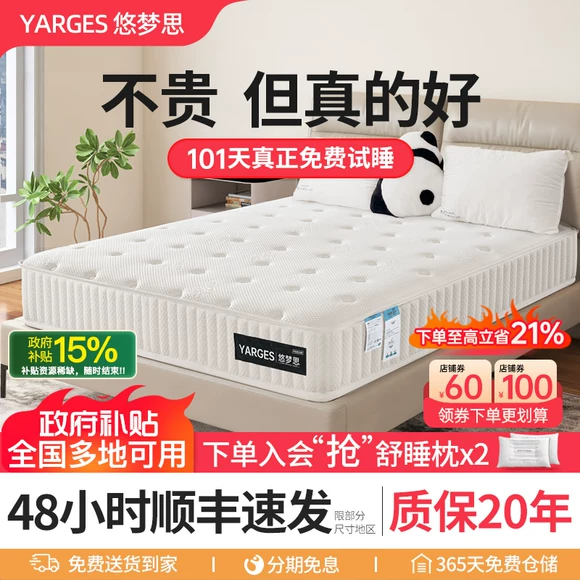 YARGES 悠梦思
不贵 但真的好
101天真正免费试睡
YARGES 悠梦思
政府补贴 15%
补贴资源稀缺，随时结束!!
下单至高立省21%
店铺券 ¥60
店铺券 ¥100
领券下单更划算
政府补贴
全国多地可用
下单入会“抢”舒睡枕x2
48小时顺丰速发
限部分
尺寸地区
质保20年
免费送货到家
分期免息
365天免费仓储